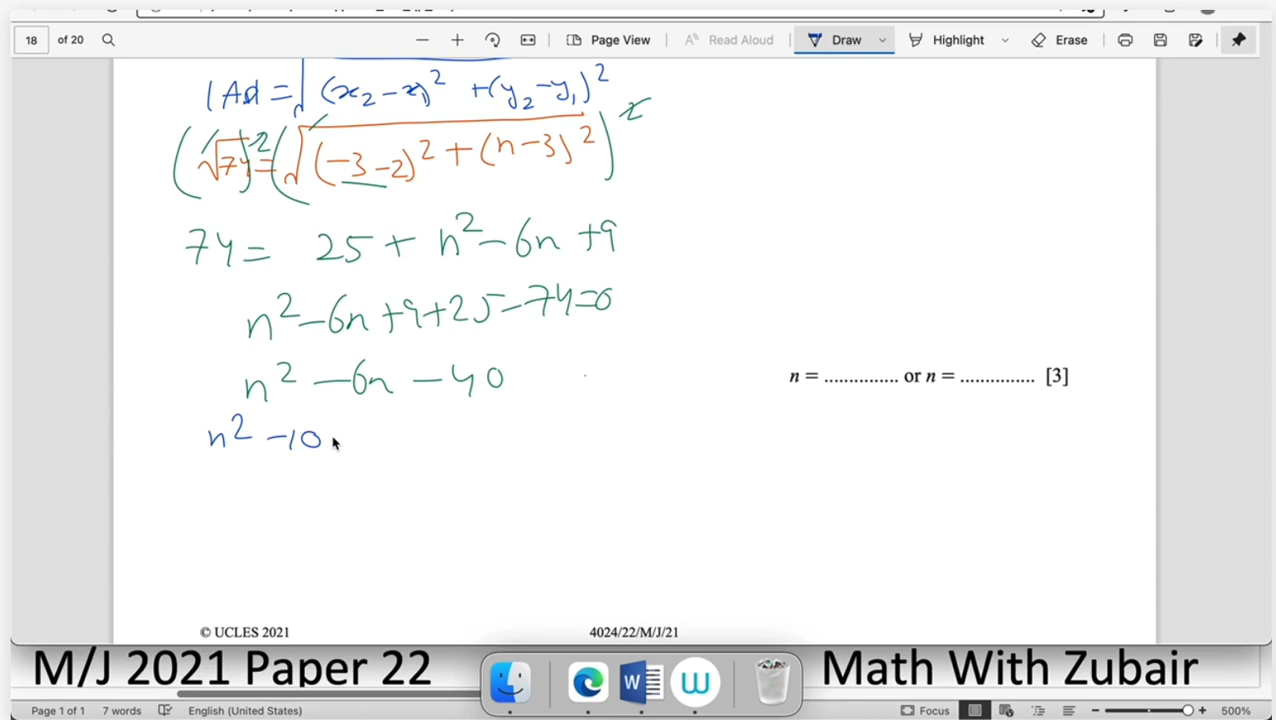 18 of 20
Page View
Read Aloud
Draw
Highlight
Erase
|AD| = √(x₂ − x₁)² + (y₂ − y₁)²
(√74)² = (√(−3 −2)² + (n − 3)²)²
74 = 25 + n² − 6n + 9
n² − 6n + 9 + 25 − 74 = 0
n² − 6n − 40
n = ............... or n = ............... [3]
n² − 10
© UCLES 2021
4024/22/M/J/21
M/J 2021 Paper 22
Math With Zubair
W
Page 1 of 1
7 words
English (United States)
Focus
500%